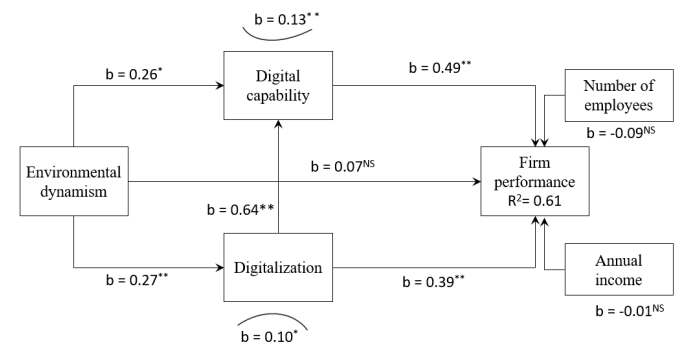 b = 0.13**
b = 0.26*
Digital
capability
b = 0.49**
Number of
employees
b = -0.09NS
Environmental
dynamism
b = 0.07NS
Firm
performance
R²= 0.61
b = 0.64**
Digitalization
b = 0.27**
b = 0.39**
Annual
income
b = -0.01NS
b = 0.10*